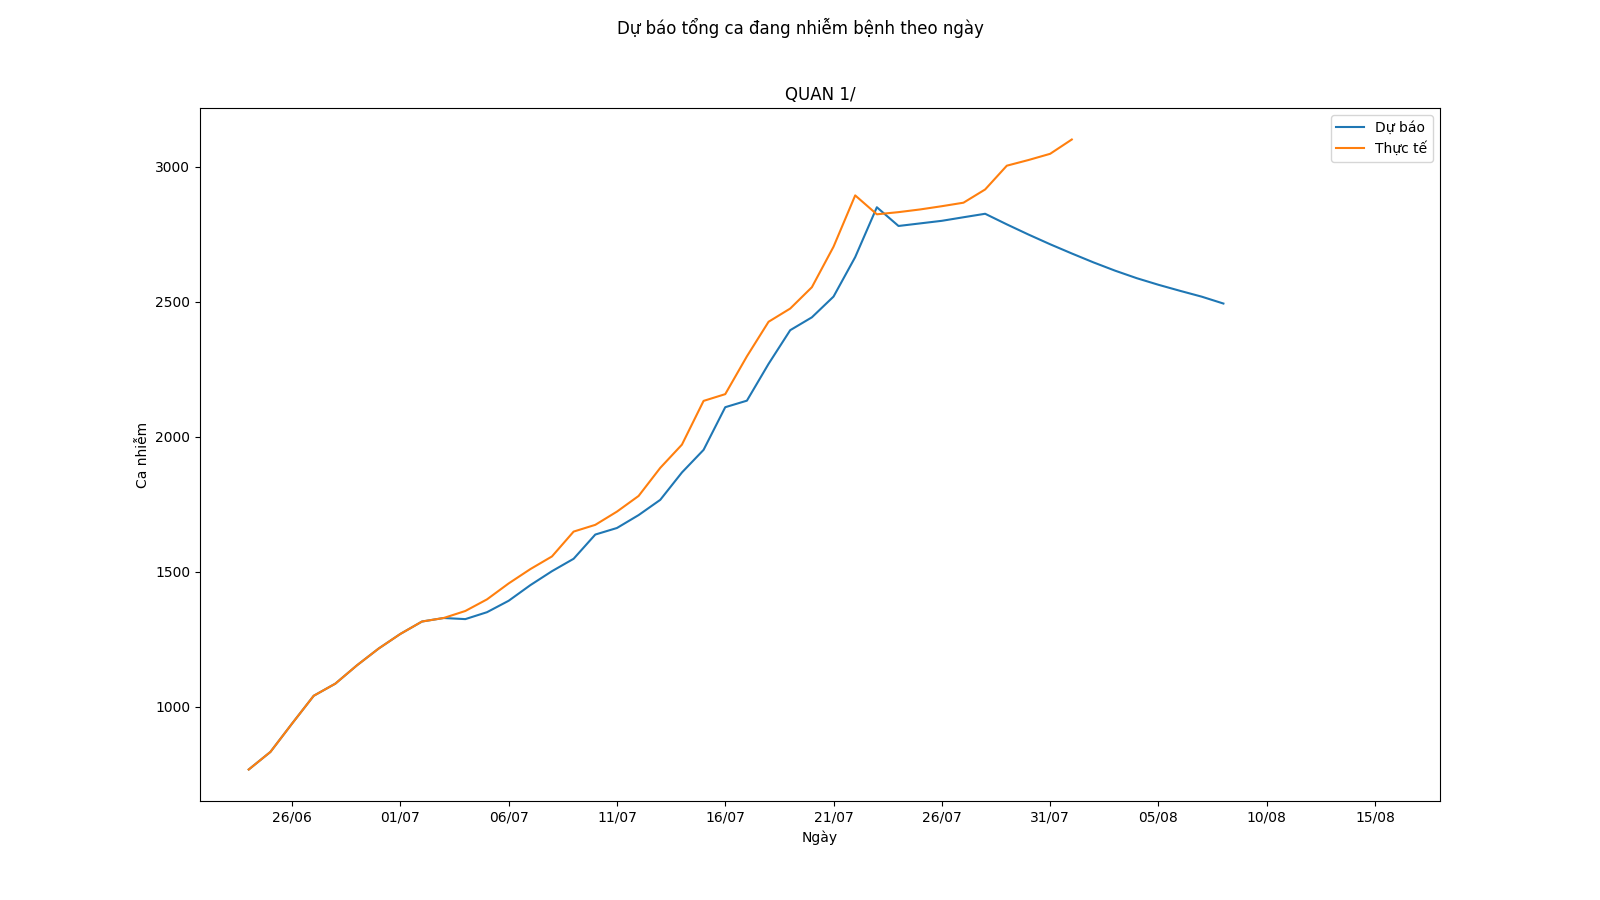 Dự báo tổng ca đang nhiễm bệnh theo ngày
QUAN 1/
Dự báo
Thực tế
3000
2500
2000
1500
1000
Ca nhiễm
26/06 01/07 06/07 11/07 16/07 21/07 26/07 31/07 05/08 10/08 15/08
Ngày